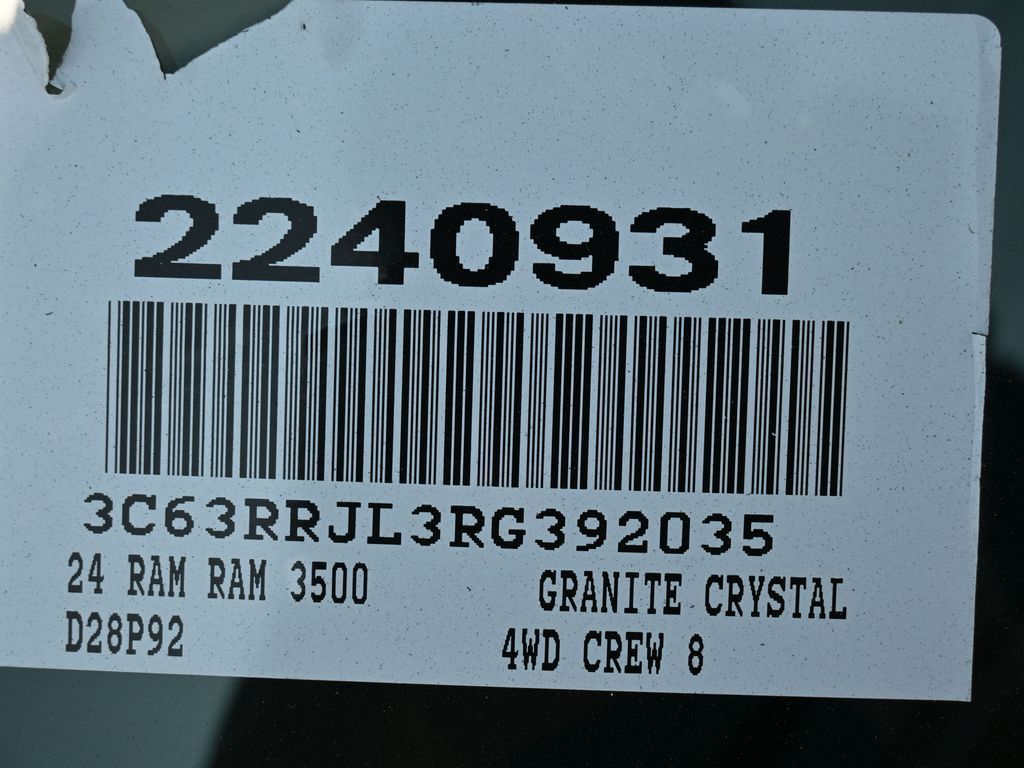 2240931
3C63RRJL3RG392035
24 RAM RAM 3500 GRANITE CRYSTAL
D28P92 4WD CREW 8